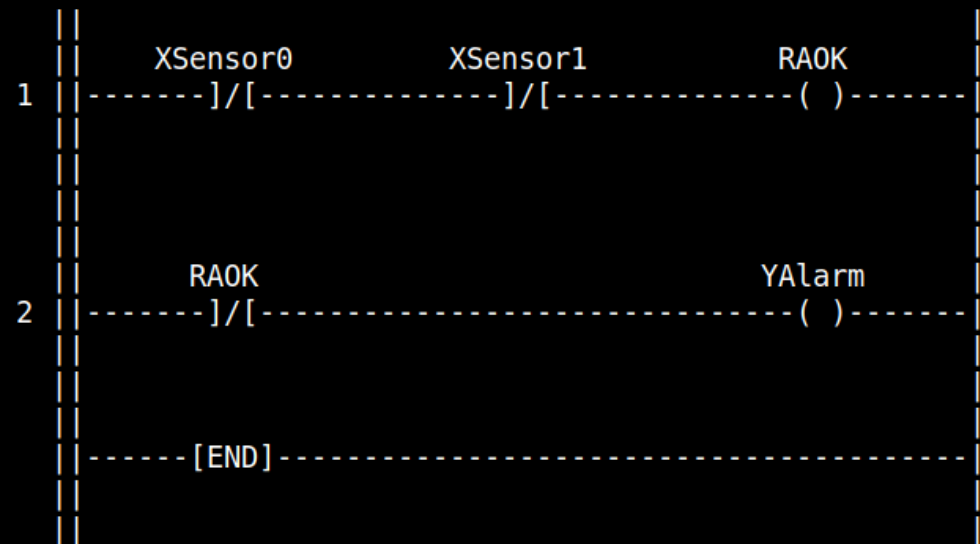 XSensor0 XSensor1 RAOK
1 ||-------]/[--------------]/[--------------( )-------|
RAOK YAlarm
2 ||-------]/[--------------------------------( )-------|
||------[END]-----------------------------------------|